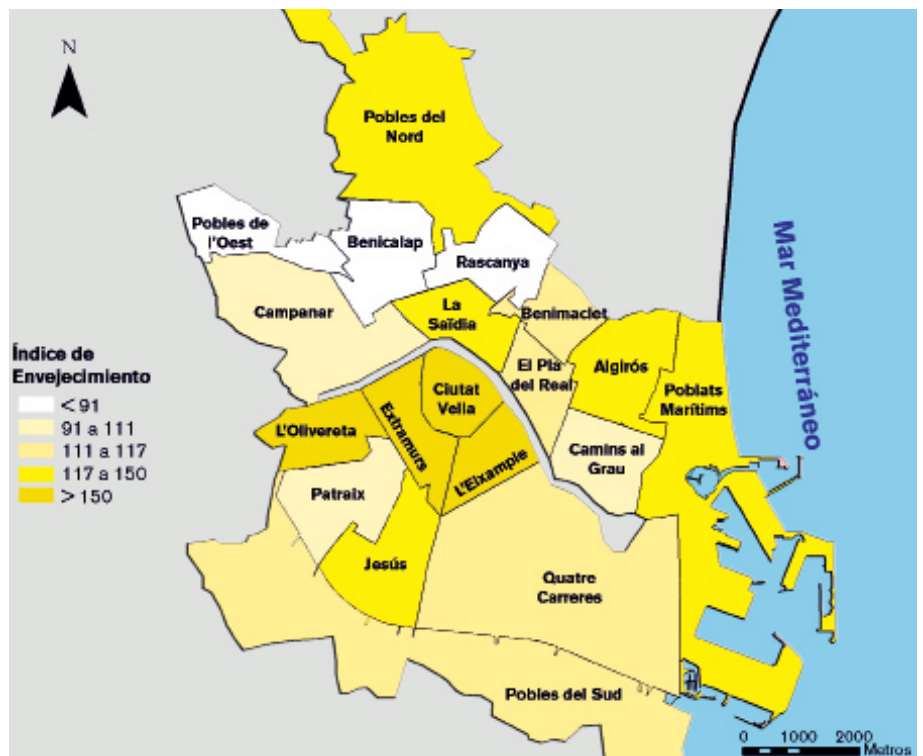 N
Pobles del
Nord
Pobles de
l'Oest
Benicalap
Rascanya
Campanar
La
Saïdia
Benimaclet
El Pla
del Real
Algirós
Poblats
Marítims
Mar Mediterráneo
Índice de
Envejecimiento
< 91
91 a 111
111 a 117
117 a 150
> 150
Ciutat
Vella
L'Olivereta
Extramurs
L'Eixample
Camins al
Grau
Patraix
Jesús
Quatre
Carreres
Pobles del Sud
0 1000 2000
Metros